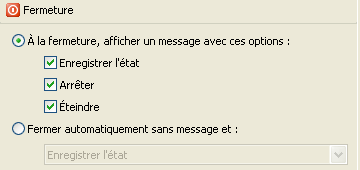 Fermeture
À la fermeture, afficher un message avec ces options :
Enregistrer l'état
Arrêter
Éteindre
Fermer automatiquement sans message et :
Enregistrer l'état